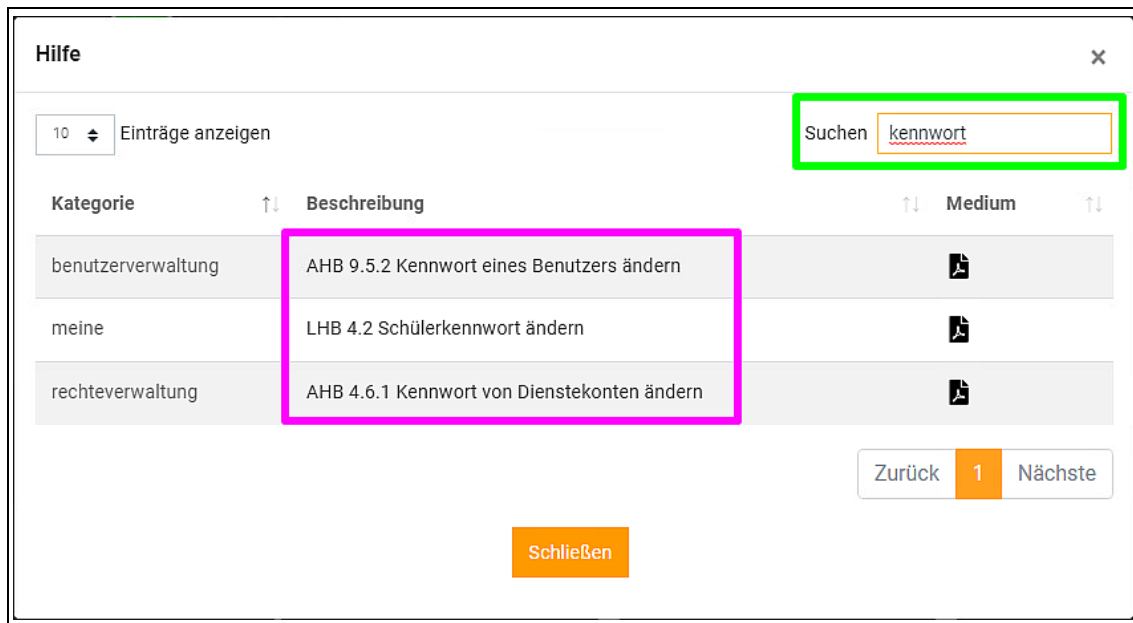 Hilfe ×
10 Einträge anzeigen Suchen kennwort
Kategorie ↑↓ Beschreibung ↑↓ Medium ↑↓
benutzerverwaltung AHB 9.5.2 Kennwort eines Benutzers ändern
meine LHB 4.2 Schülerkennwort ändern
rechteverwaltung AHB 4.6.1 Kennwort von Dienstekonten ändern
Zurück 1 Nächste
Schließen